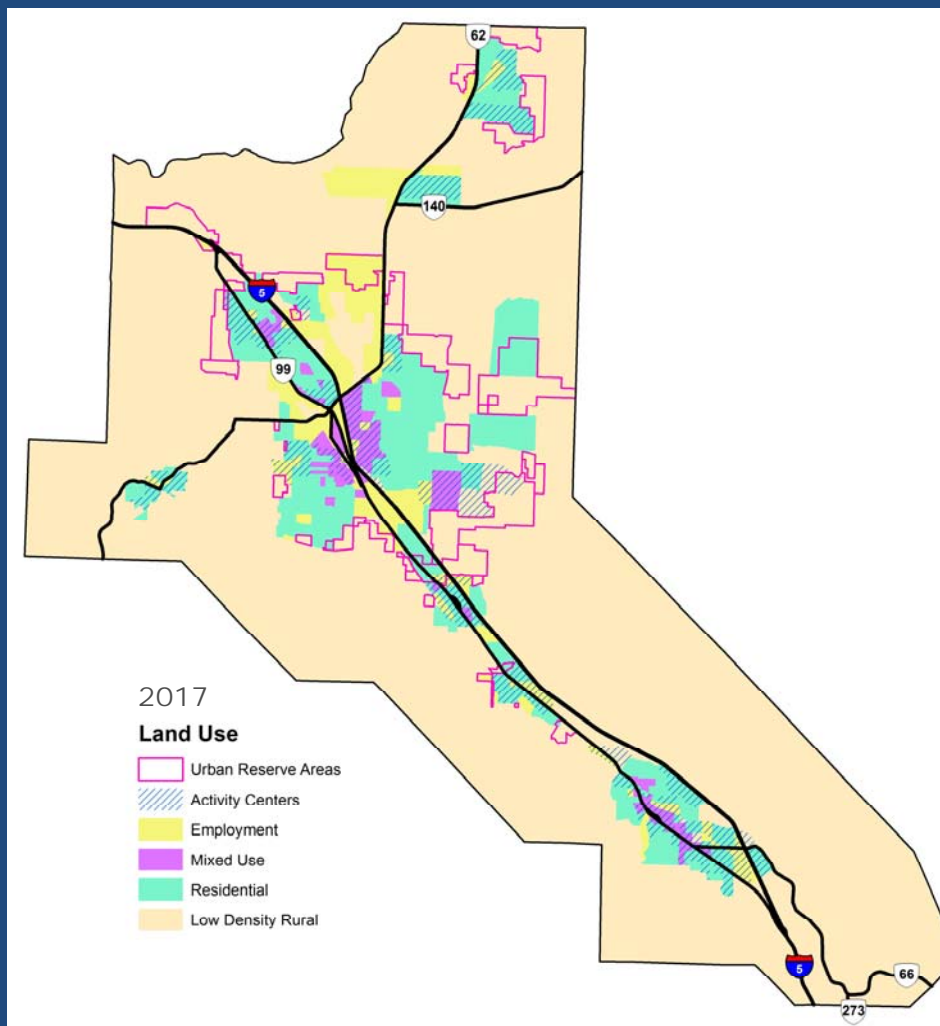 62
140
5
99
2017
Land Use
Urban Reserve Areas
Activity Centers
Employment
Mixed Use
Residential
Low Density Rural
5
66
273